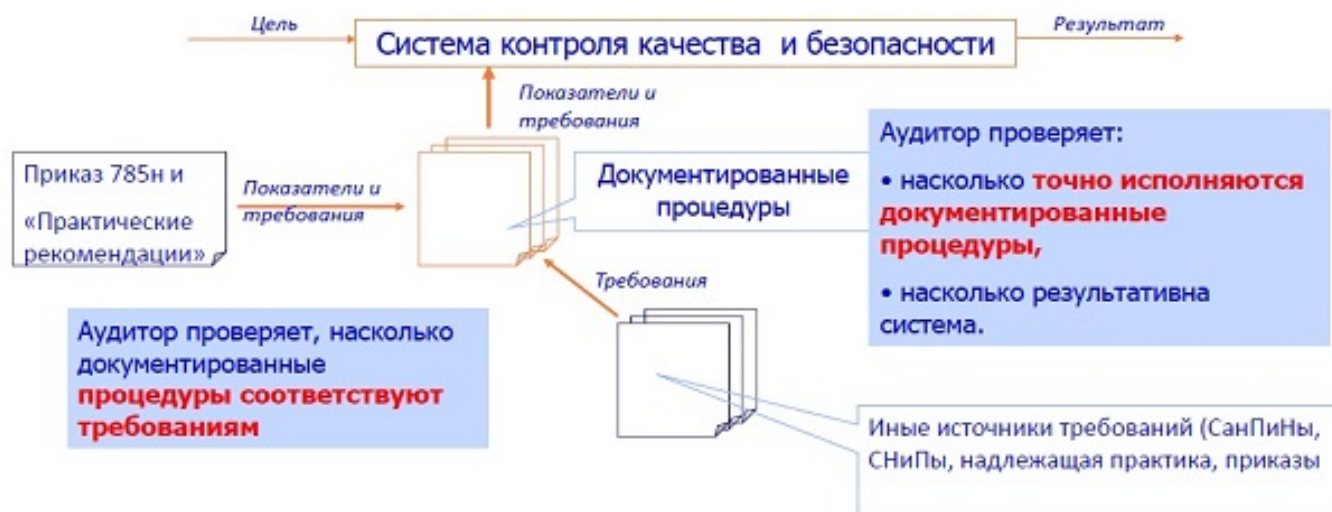 Цель
Система контроля качества и безопасности
Результат
Показатели и
требования
Приказ 785н и
«Практические
рекомендации»
Показатели и
требования
Документированные
процедуры
Аудитор проверяет:
• насколько точно исполняются
документированные
процедуры,
• насколько результативна
система.
Требования
Аудитор проверяет, насколько
документированные
процедуры соответствуют
требованиям
Иные источники требований (СанПиНы,
СНиПы, надлежащая практика, приказы